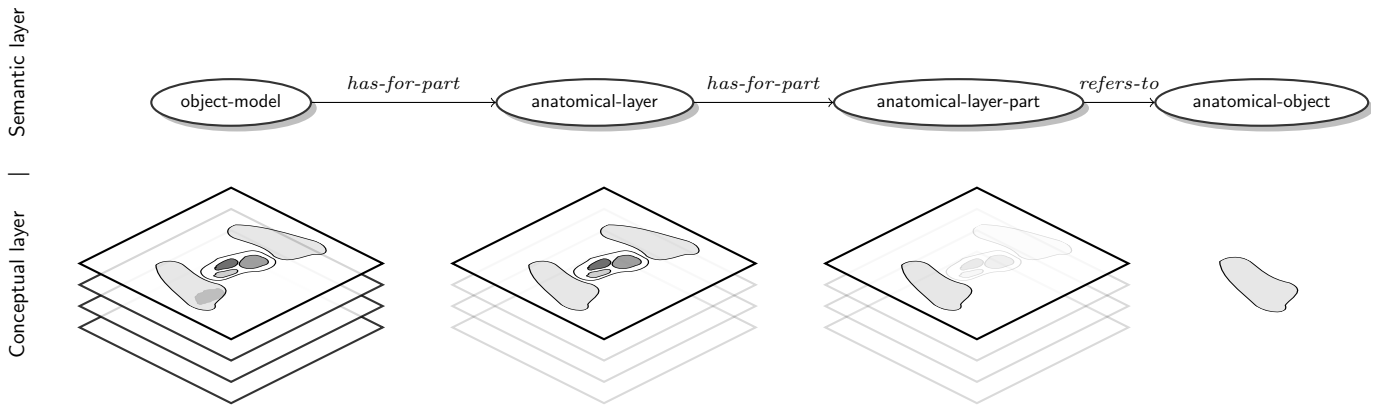 Semantic layer
has-for-part
has-for-part
refers-to
object-model
anatomical-layer
anatomical-layer-part
anatomical-object
|
Conceptual layer